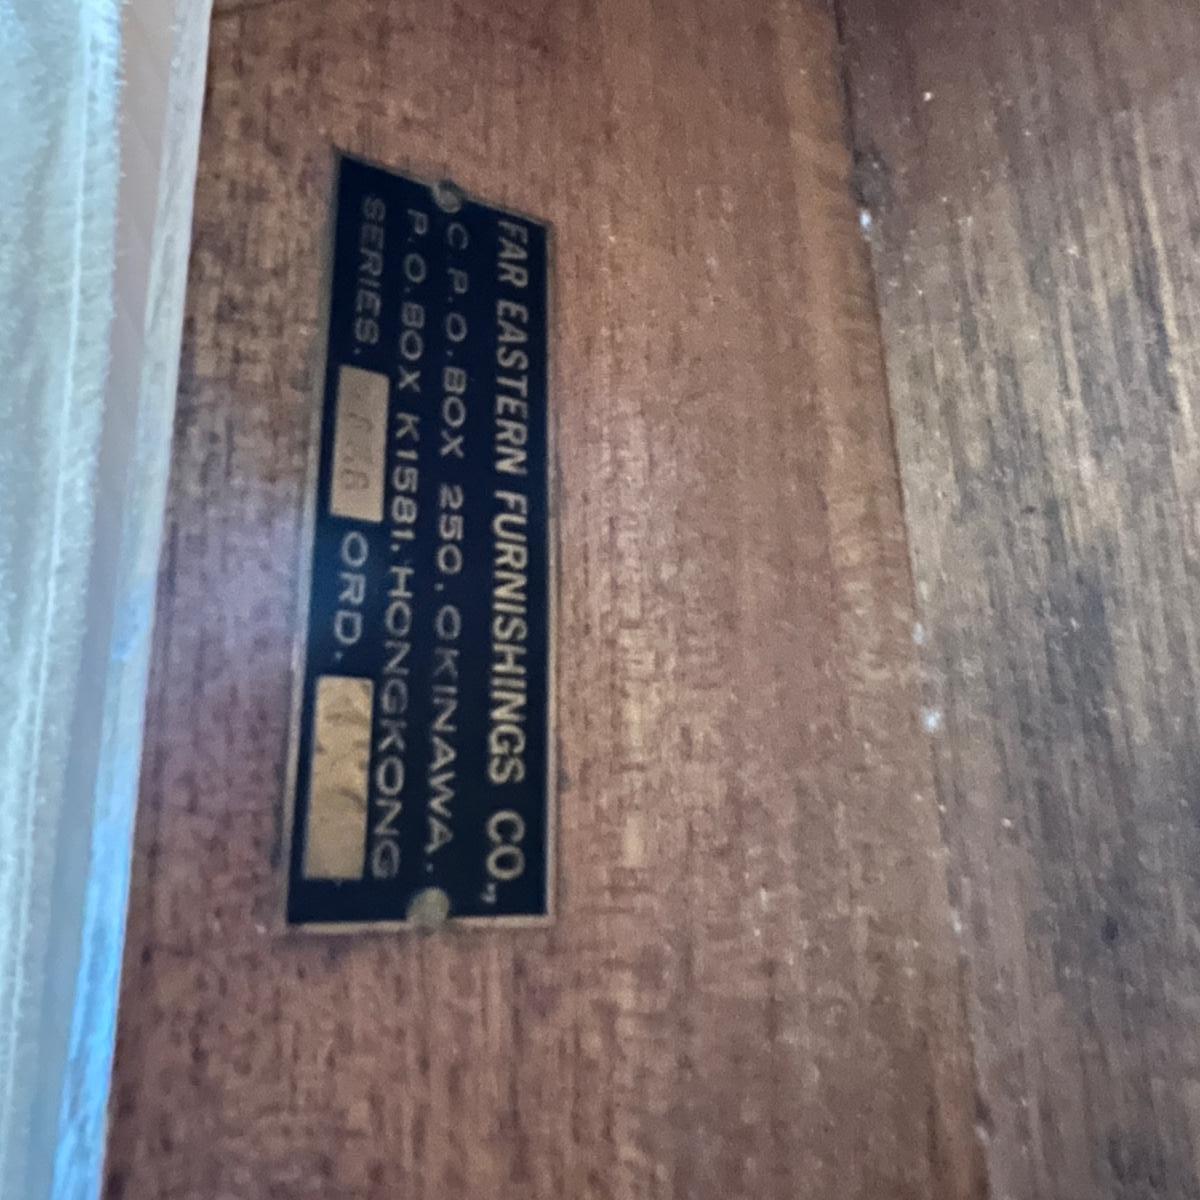 FAR EASTERN FURNISHINGS CO.,
C.P.O.BOX 250, OKINAWA.
P.O.BOX K1581, HONGKONG
SERIES. ORD.